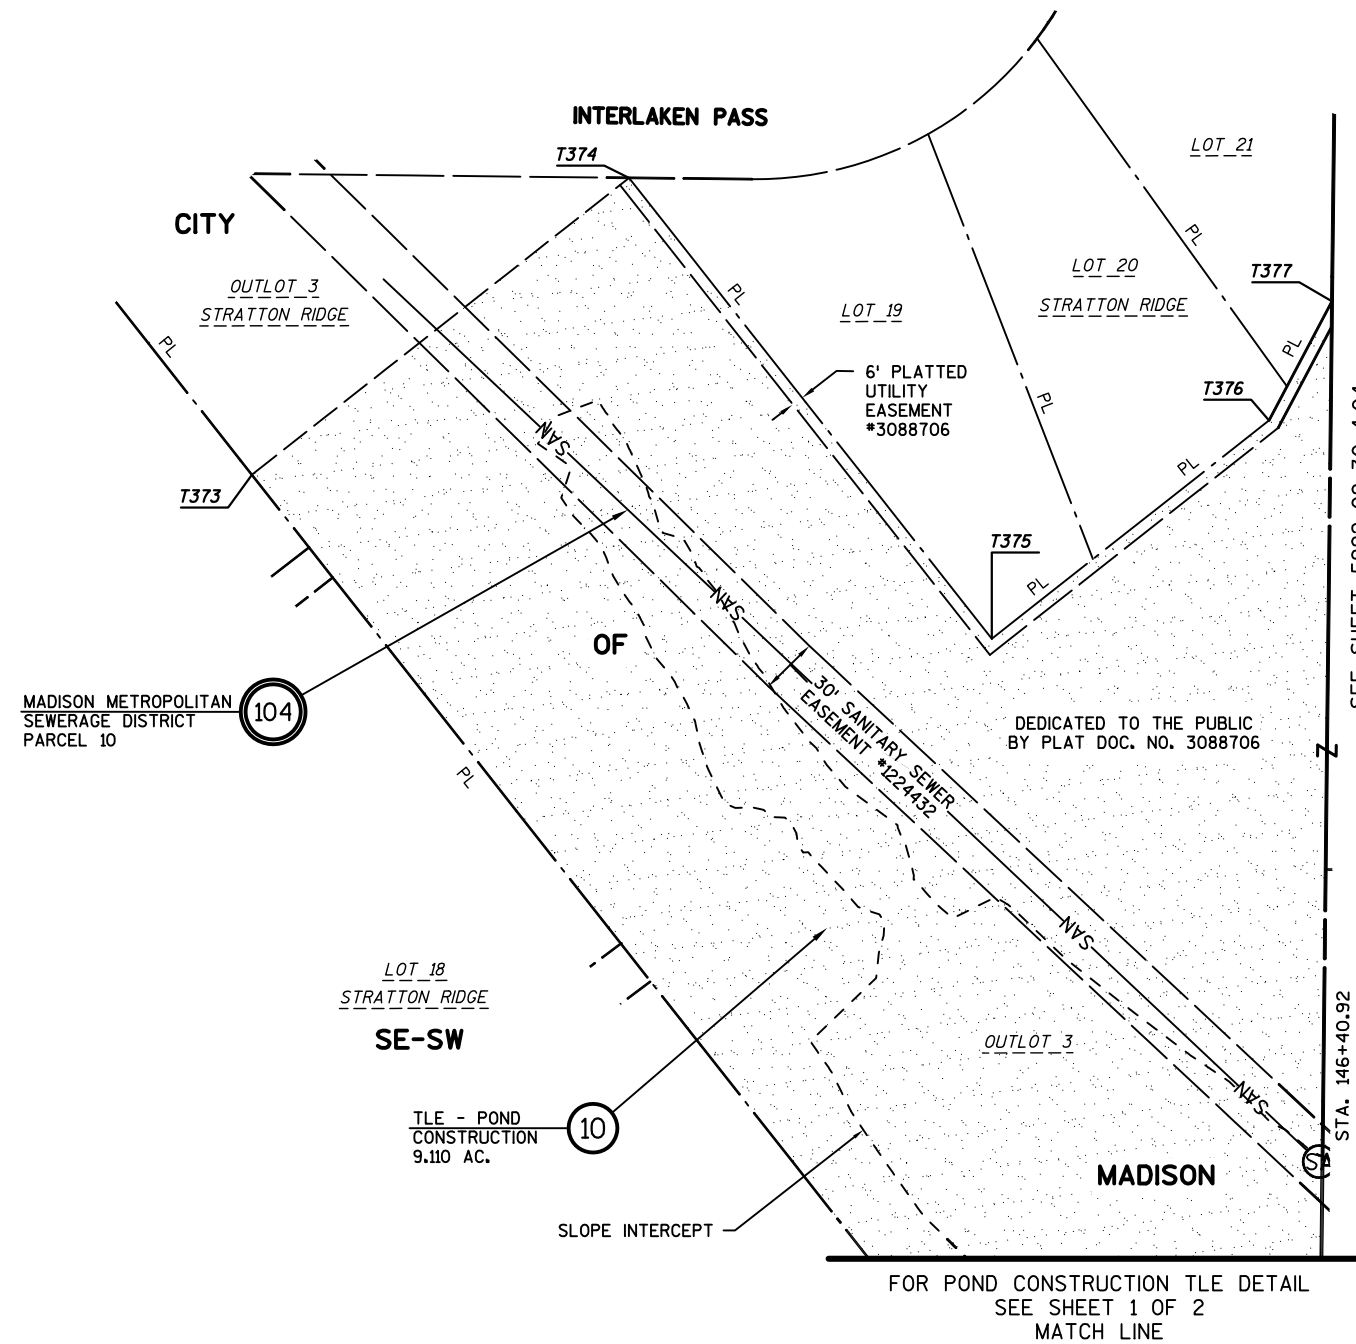 INTERLAKEN PASS
T374
LOT 21
CITY
OUTLOT 3
STRATTON RIDGE
LOT 20
STRATTON RIDGE
T377
LOT 19
PL
PL
PL
PL
PL
6' PLATTED
UTILITY
EASEMENT
#3088706
T376
T373
SAN
PL
T375
PL
SAN
OF
MADISON METROPOLITAN
SEWERAGE DISTRICT
PARCEL 10
104
30' SANITARY SEWER
EASEMENT #1224432
DEDICATED TO THE PUBLIC
BY PLAT DOC. NO. 3088706
PL
SAN
LOT 18
STRATTON RIDGE
SE-SW
OUTLOT 3
STA. 146+40.92
SAN
TLE - POND
CONSTRUCTION
9.110 AC.
10
MADISON
SLOPE INTERCEPT
FOR POND CONSTRUCTION TLE DETAIL
SEE SHEET 1 OF 2
MATCH LINE